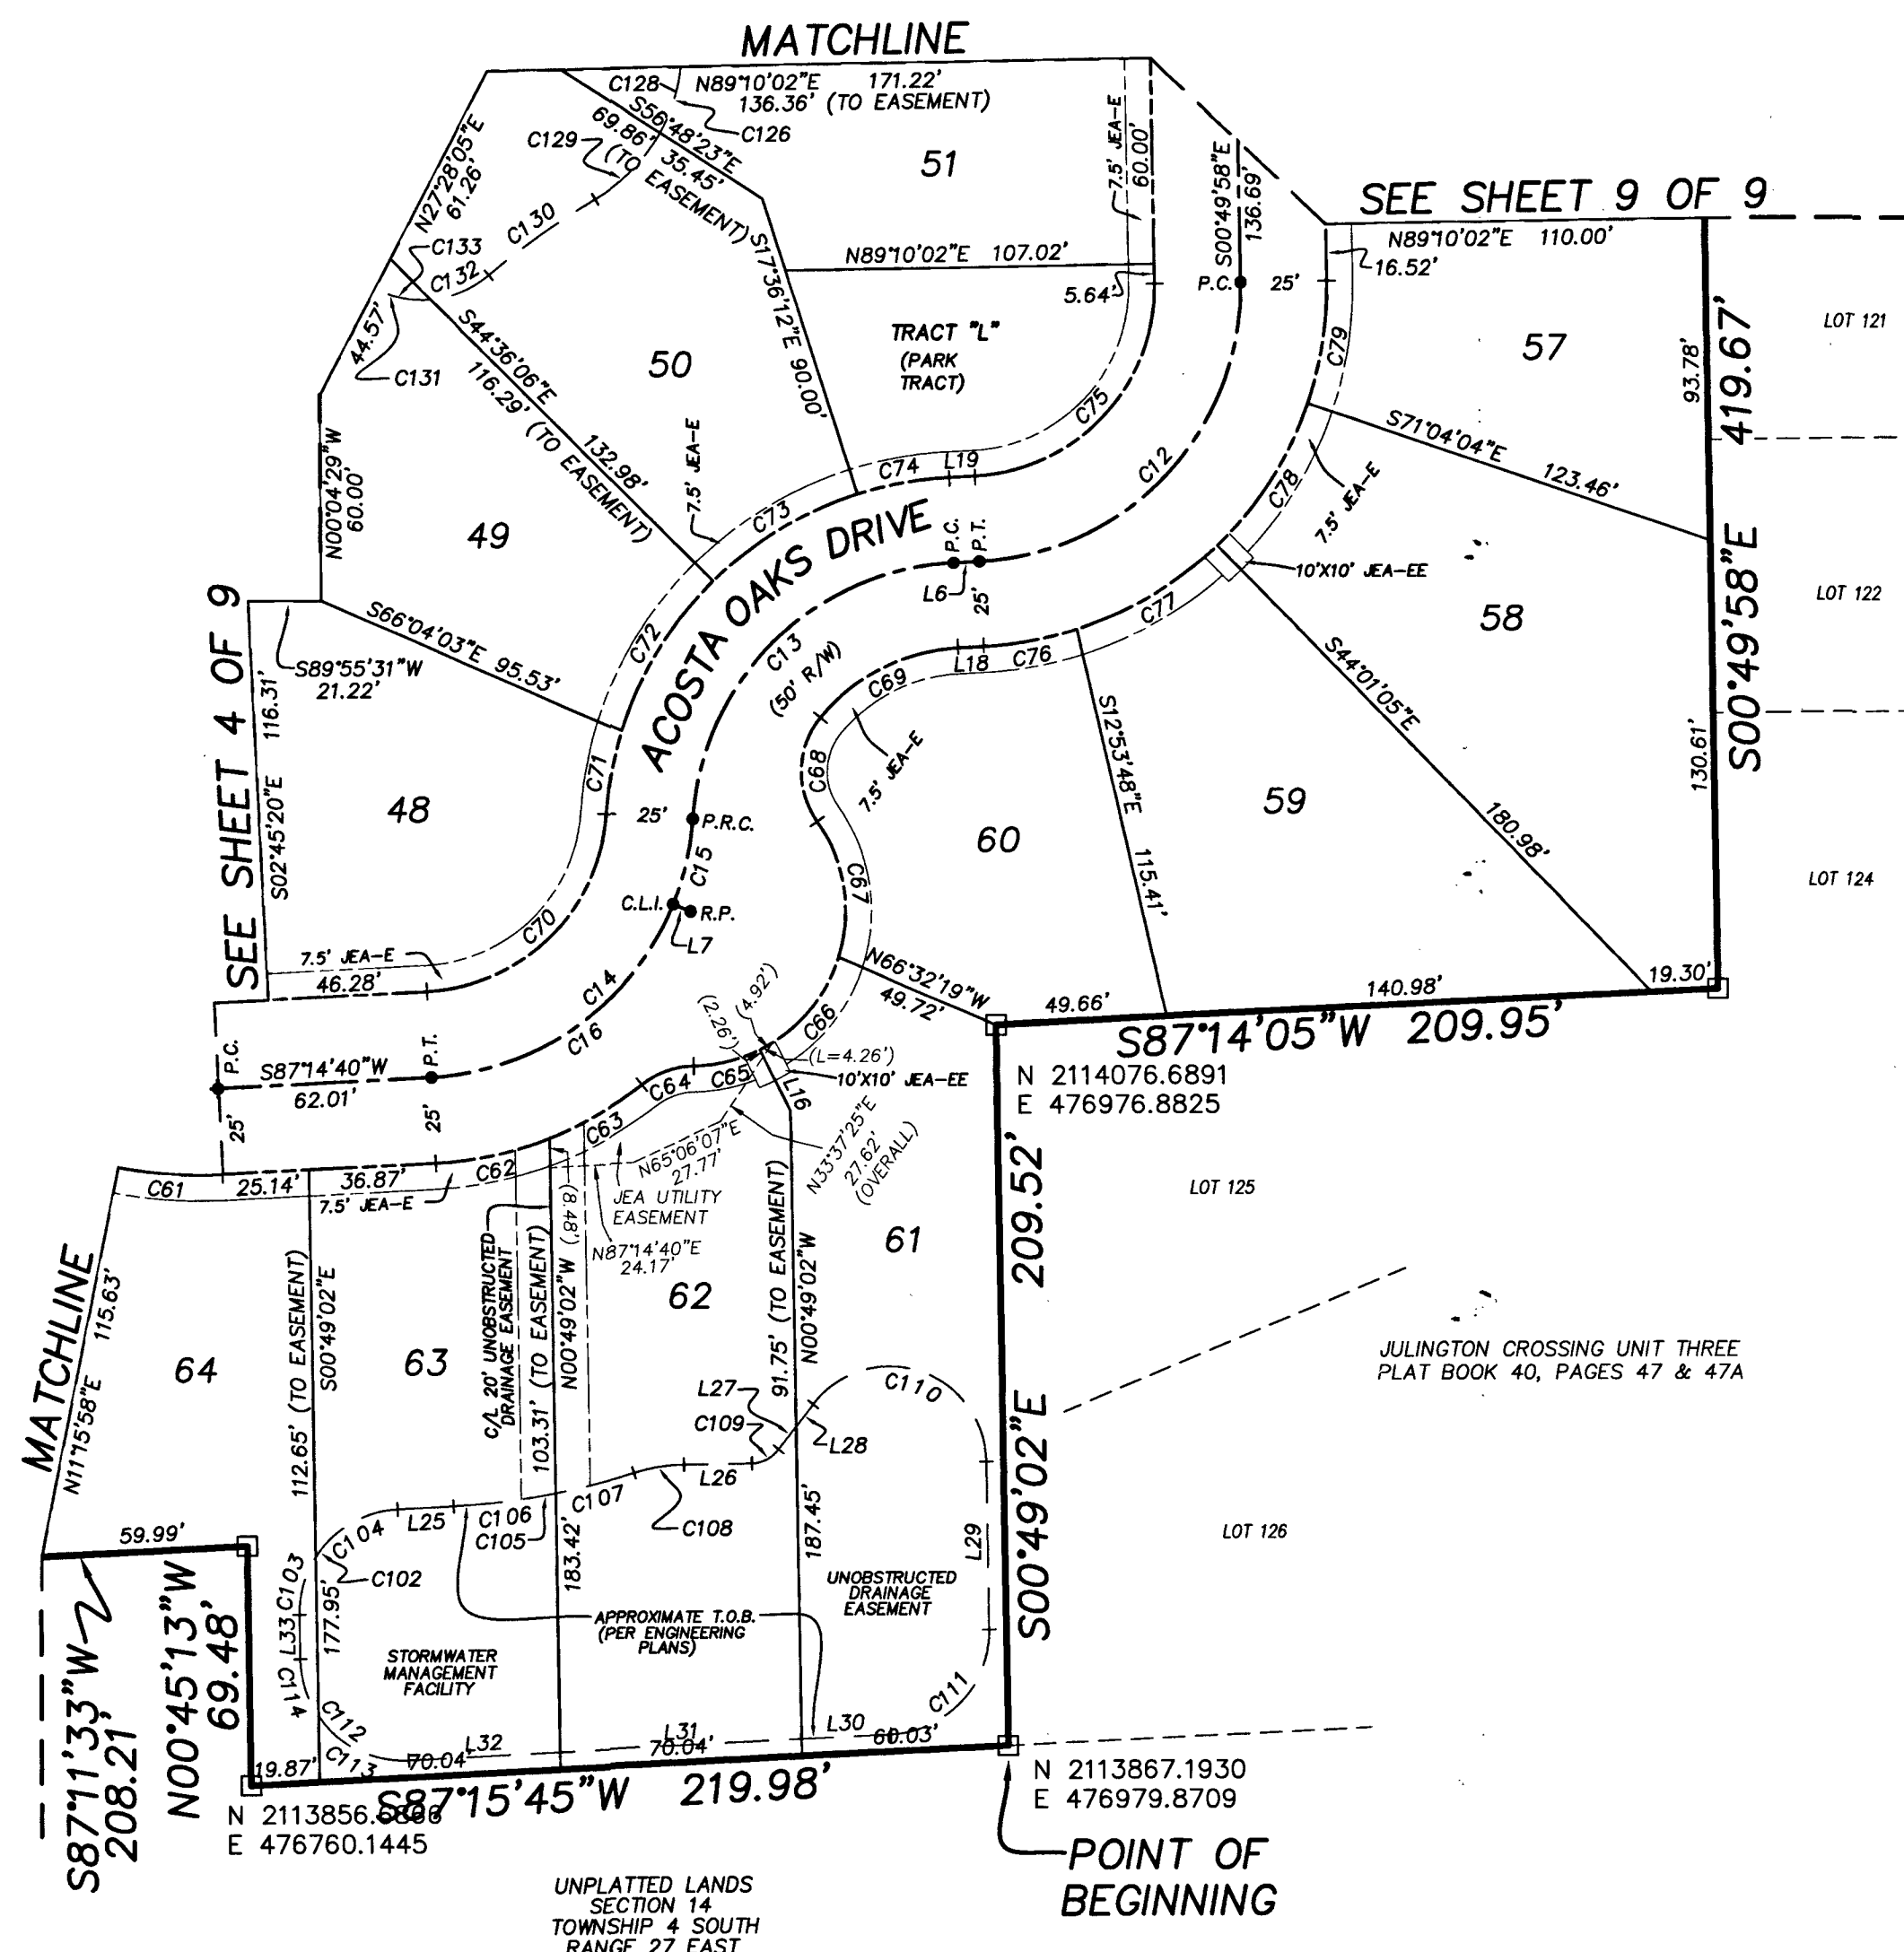 MATCHLINE
C128
N89°10'02"E 171.22'
136.36' (TO EASEMENT)
C126
S56°48'23"E
69.86'
35.45'
(TO EASEMENT)
C129
N27°28'05"E
61.26'
C130
C133
C132
44.57'
C131
51
7.5' JEA-E
60.00'
S00°49'58"E
136.69'
SEE SHEET 9 OF 9
N89°10'02"E 110.00'
16.52'
P.C.
25'
N89°10'02"E 107.02'
5.64'
S17°36'12"E 90.00'
TRACT "L"
(PARK
TRACT)
50
S44°36'06"E
116.29' (TO EASEMENT)
132.98'
57
C79
93.78'
S00°49'58"E 419.67'
LOT 121
C75
C12
S71°04'04"E
123.46'
C78
7.5' JEA-E
7.5' JEA-E
C74
L19
C73
N00°04'29"W
60.00'
49
ACOSTA OAKS DRIVE
P.C.
P.T.
L6
25'
10'X10' JEA-EE
58
LOT 122
SEE SHEET 4 OF 9
S66°04'03"E 95.53'
S89°55'31"W
21.22'
C72
C13
(50' R/W)
C77
L18
C76
C69
S44°01'05"E
180.98'
S02°45'20"E 116.31'
48
C71
25'
P.R.C.
C68
7.5' JEA-E
S12°53'48"E
115.41'
59
60
130.61'
LOT 124
C15
C67
C.L.I.
R.P.
L7
C70
7.5' JEA-E
46.28'
C14
C16
(4.92')
(2.26')
N66°32'19"W
49.72'
C66
49.66'
140.98'
19.30'
S87°14'05"W 209.95'
P.C.
S87°14'40"W
62.01'
P.T.
25'
25'
C64
C65
(L=4.26')
10'X10' JEA-EE
L16
N 2114076.6891
E 476976.8825
C61
25.14'
36.87'
7.5' JEA-E
C62
C63
N65°06'07"E
27.77'
N33°37'25"E
27.62'
(OVERALL)
JEA UTILITY
EASEMENT
N87°14'40"E
24.17'
(8.48')
C/L 20' UNOBSTRUCTED
DRAINAGE EASEMENT
LOT 125
MATCHLINE
N11°15'58"E 115.63'
64
112.65' (TO EASEMENT)
S00°49'02"E
63
103.31' (TO EASEMENT)
N00°49'02"W
62
91.75' (TO EASEMENT)
N00°49'02"W
61
S00°49'02"E 209.52'
JULINGTON CROSSING UNIT THREE
PLAT BOOK 40, PAGES 47 & 47A
L27
C109
C110
L28
L26
C107
C108
L25
C106
C105
C104
C102
59.99'
C103
L33
C114
177.95'
183.42'
187.45'
L29
LOT 126
UNOBSTRUCTED
DRAINAGE
EASEMENT
APPROXIMATE T.O.B.
(PER ENGINEERING
PLANS)
STORMWATER
MANAGEMENT
FACILITY
S87°11'33"W
208.21'
N00°45'13"W
69.48'
C112
C113
C111
L32
L31
L30
19.87'
70.04'
70.04'
60.03'
S87°15'45"W 219.98'
N 2113856.6866
E 476760.1445
N 2113867.1930
E 476979.8709
POINT OF
BEGINNING
UNPLATTED LANDS
SECTION 14
TOWNSHIP 4 SOUTH
RANGE 27 EAST